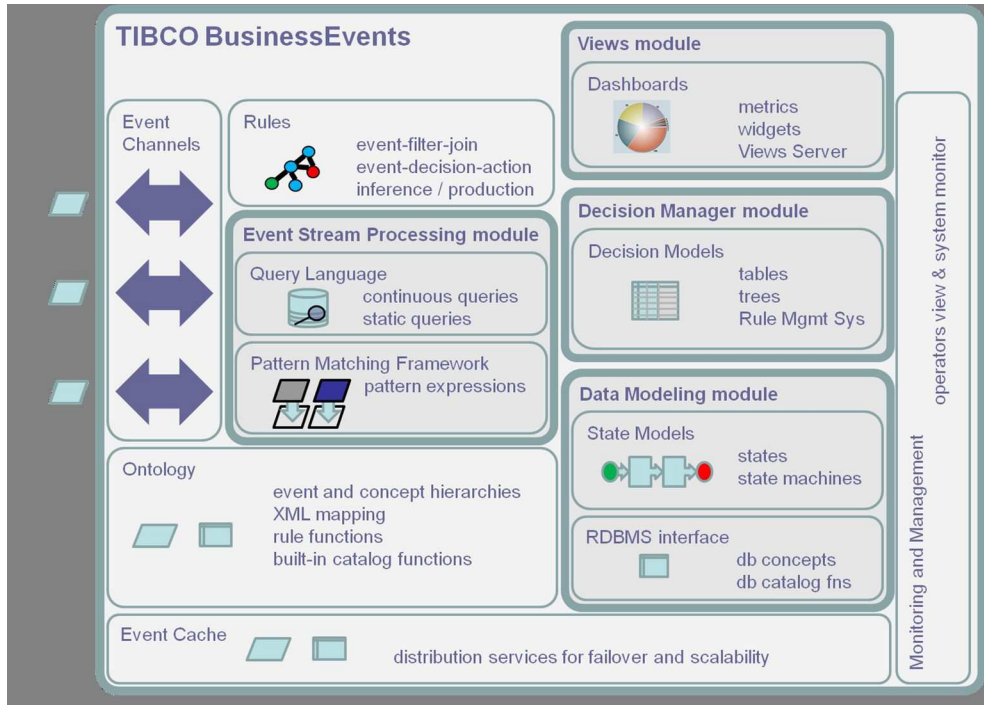 TIBCO BusinessEvents
Event
Channels
Rules
event-filter-join
event-decision-action
inference / production
Event Stream Processing module
Query Language
continuous queries
static queries
Pattern Matching Framework
pattern expressions
Ontology
event and concept hierarchies
XML mapping
rule functions
built-in catalog functions
Event Cache
distribution services for failover and scalability
Views module
Dashboards
metrics
widgets
Views Server
Decision Manager module
Decision Models
tables
trees
Rule Mgmt Sys
Data Modeling module
State Models
states
state machines
RDBMS interface
db concepts
db catalog fns
Monitoring and Management
operators view & system monitor